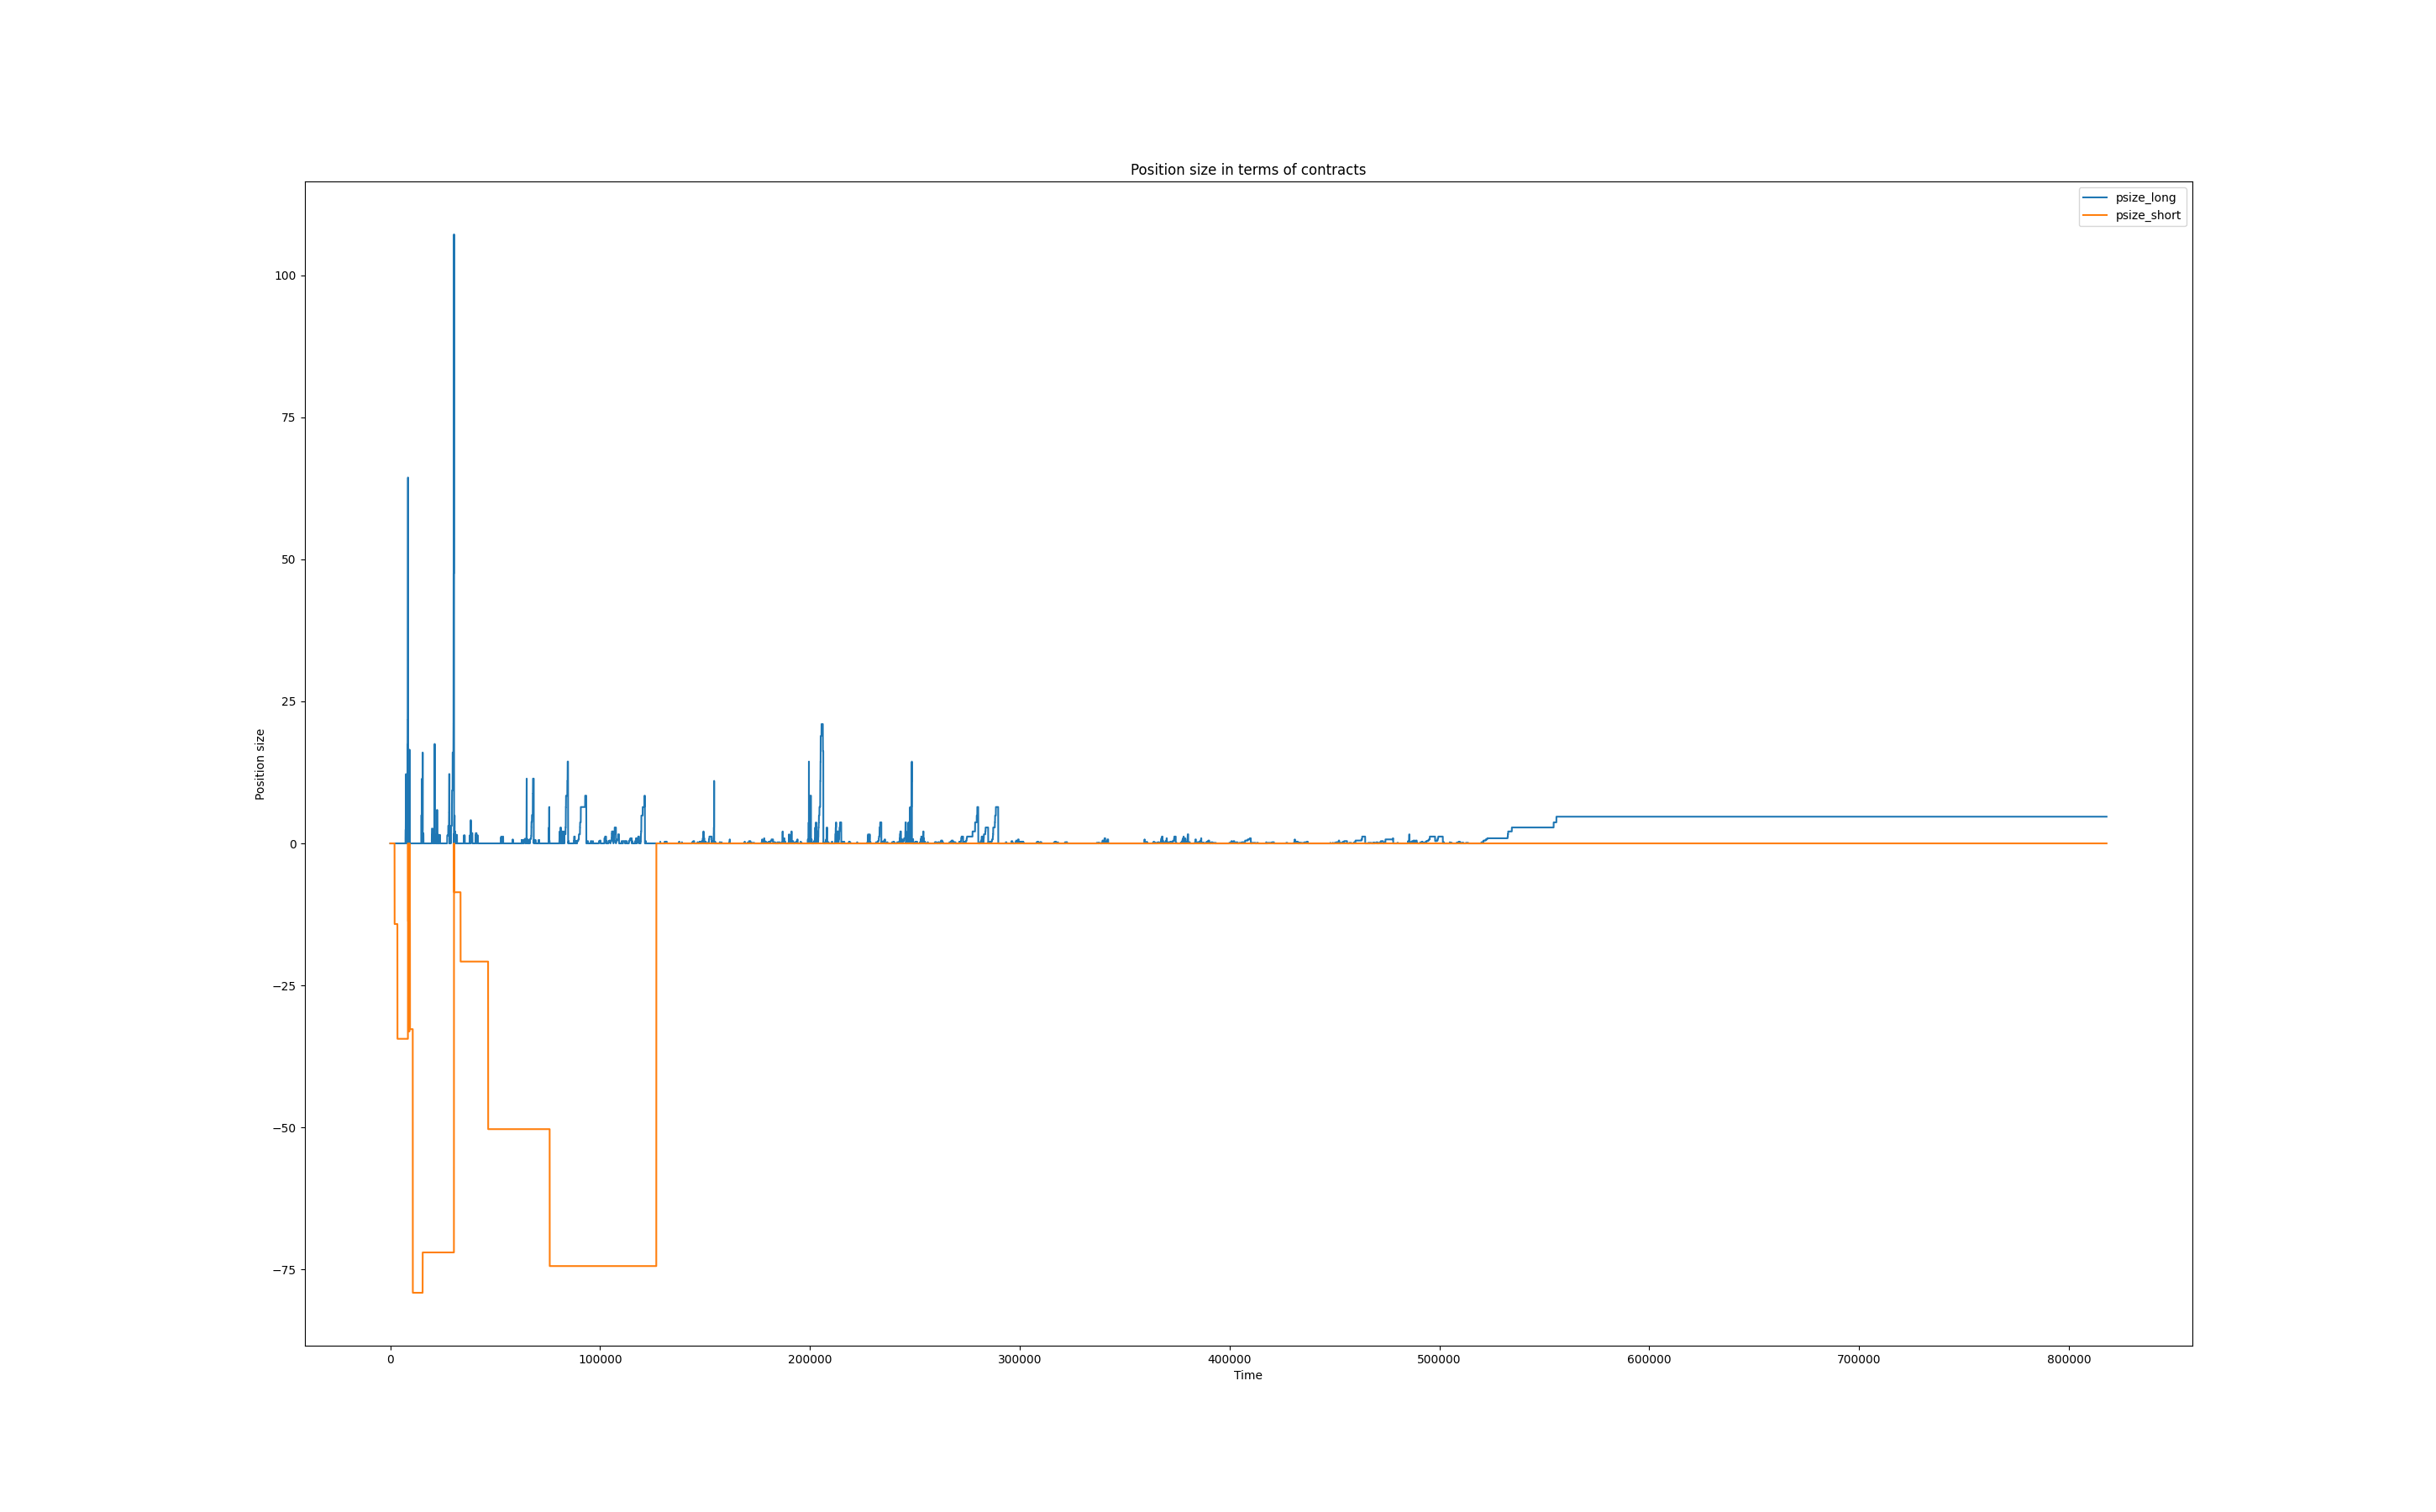 Position size in terms of contracts
psize_long
psize_short
100
75
50
25
0
−25
−50
−75
Position size
0 100000 200000 300000 400000 500000 600000 700000 800000
Time